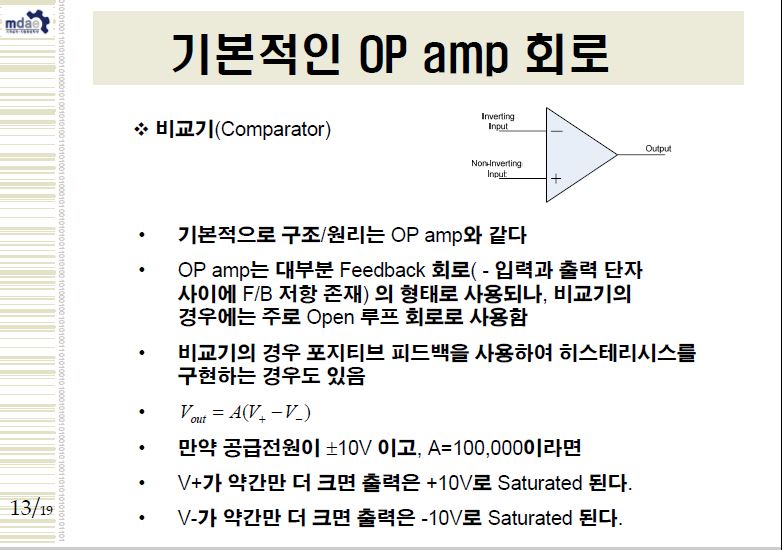 mdae
기본적인 OP amp 회로
❖ 비교기(Comparator)
Inverting
Input
−
Non-Inverting
Input
+
Output
• 기본적으로 구조/원리는 OP amp와 같다
• OP amp는 대부분 Feedback 회로( - 입력과 출력 단자
사이에 F/B 저항 존재) 의 형태로 사용되나, 비교기의
경우에는 주로 Open 루프 회로로 사용함
• 비교기의 경우 포지티브 피드백을 사용하여 히스테리시스를
구현하는 경우도 있음
• Vout = A(V+ − V−)
• 만약 공급전원이 ±10V 이고, A=100,000이라면
• V+가 약간만 더 크면 출력은 +10V로 Saturated 된다.
• V-가 약간만 더 크면 출력은 -10V로 Saturated 된다.
13/19